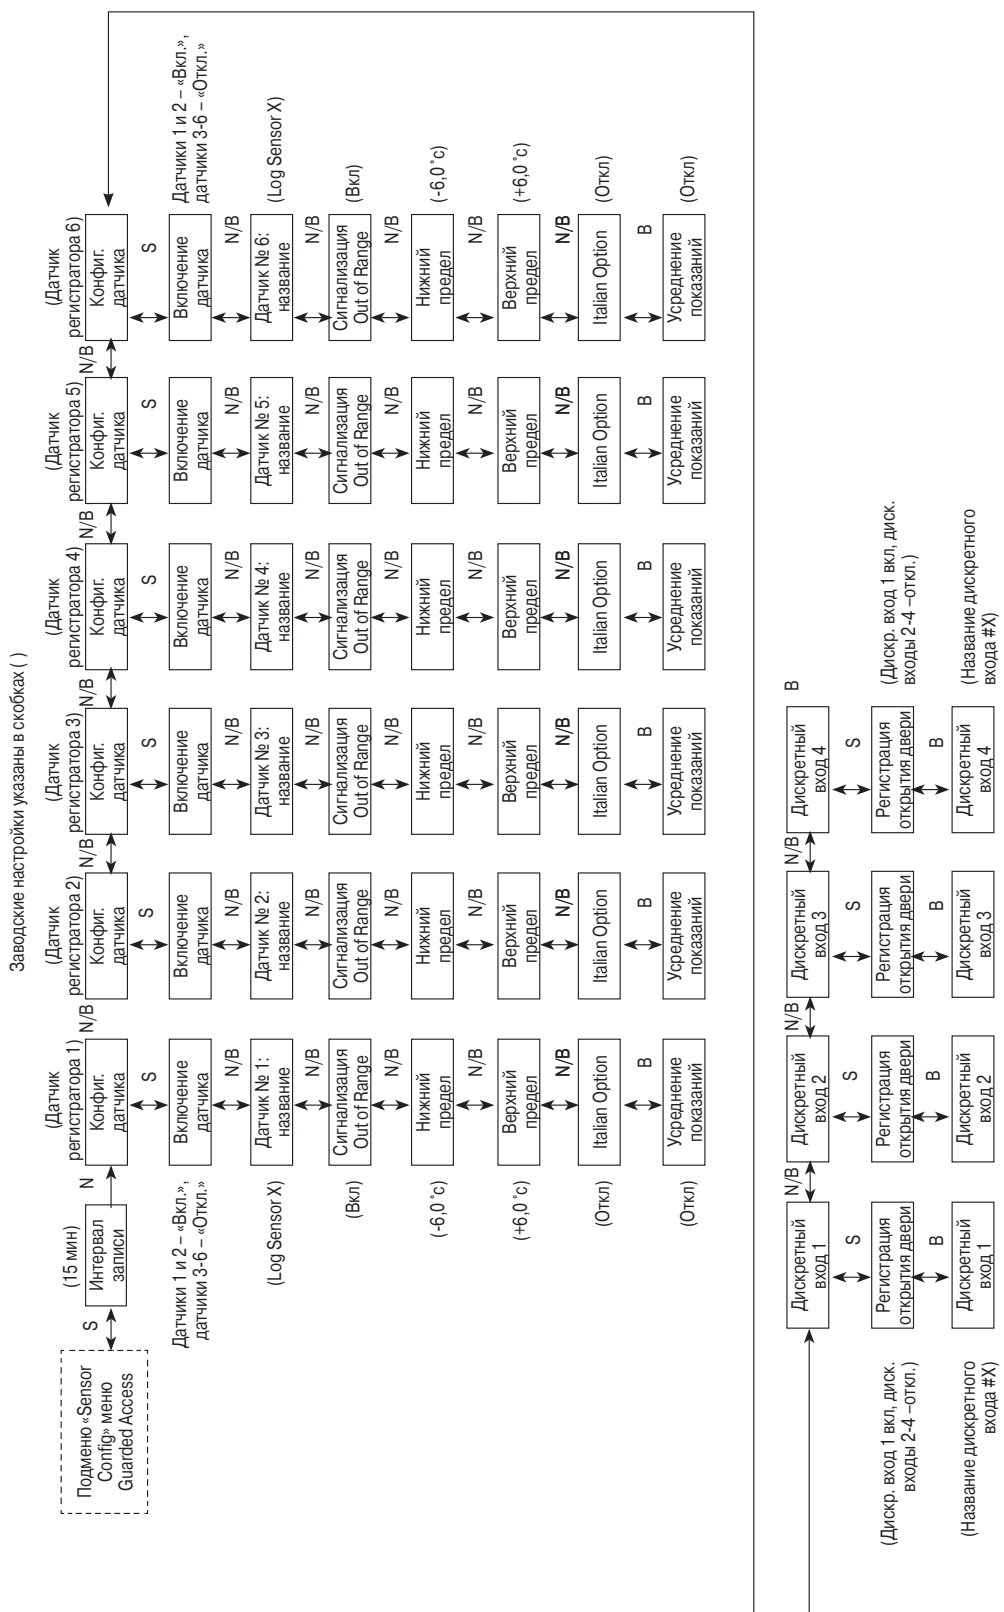 Заводские настройки указаны в скобках ( )
Подменю «Sensor
Config» меню
Guarded Access
S
(15 мин)
Интервал
записи
N
(Датчик
регистратора 1)
Конфиг.
датчика
N/B
(Датчик
регистратора 2)
Конфиг.
датчика
N/B
(Датчик
регистратора 3)
Конфиг.
датчика
N/B
(Датчик
регистратора 4)
Конфиг.
датчика
N/B
(Датчик
регистратора 5)
Конфиг.
датчика
N/B
(Датчик
регистратора 6)
Конфиг.
датчика
S
S
S
S
S
S
Датчики 1 и 2 – «Вкл.»,
датчики 3-6 – «Откл.»
Включение
датчика
Включение
датчика
Включение
датчика
Включение
датчика
Включение
датчика
Включение
датчика
Датчики 1 и 2 – «Вкл.»,
датчики 3-6 – «Откл.»
N/B
N/B
N/B
N/B
N/B
N/B
(Log Sensor X)
Датчик № 1:
название
Датчик № 2:
название
Датчик № 3:
название
Датчик № 4:
название
Датчик № 5:
название
Датчик № 6:
название
(Log Sensor X)
N/B
N/B
N/B
N/B
N/B
N/B
(Вкл)
Сигнализация
Out of Range
Сигнализация
Out of Range
Сигнализация
Out of Range
Сигнализация
Out of Range
Сигнализация
Out of Range
Сигнализация
Out of Range
(Вкл)
N/B
N/B
N/B
N/B
N/B
N/B
(-6,0 °с)
Нижний
предел
Нижний
предел
Нижний
предел
Нижний
предел
Нижний
предел
Нижний
предел
(-6,0 °с)
N/B
N/B
N/B
N/B
N/B
N/B
(+6,0 °с)
Верхний
предел
Верхний
предел
Верхний
предел
Верхний
предел
Верхний
предел
Верхний
предел
(+6,0 °с)
N/B
N/B
N/B
N/B
N/B
N/B
(Откл)
Italian Option
Italian Option
Italian Option
Italian Option
Italian Option
Italian Option
(Откл)
B
B
B
B
B
B
(Откл)
Усреднение
показаний
Усреднение
показаний
Усреднение
показаний
Усреднение
показаний
Усреднение
показаний
Усреднение
показаний
(Откл)
Дискретный
вход 1
N/B
Дискретный
вход 2
N/B
Дискретный
вход 3
N/B
Дискретный
вход 4
B
S
S
S
S
(Дискр. вход 1 вкл, диск.
входы 2-4 –откл.)
Регистрация
открытия двери
Регистрация
открытия двери
Регистрация
открытия двери
Регистрация
открытия двери
(Дискр. вход 1 вкл, диск.
входы 2-4 –откл.)
B
B
B
B
(Название дискретного
входа #X)
Дискретный
вход 1
Дискретный
вход 2
Дискретный
вход 3
Дискретный
вход 4
(Название дискретного
входа #X)